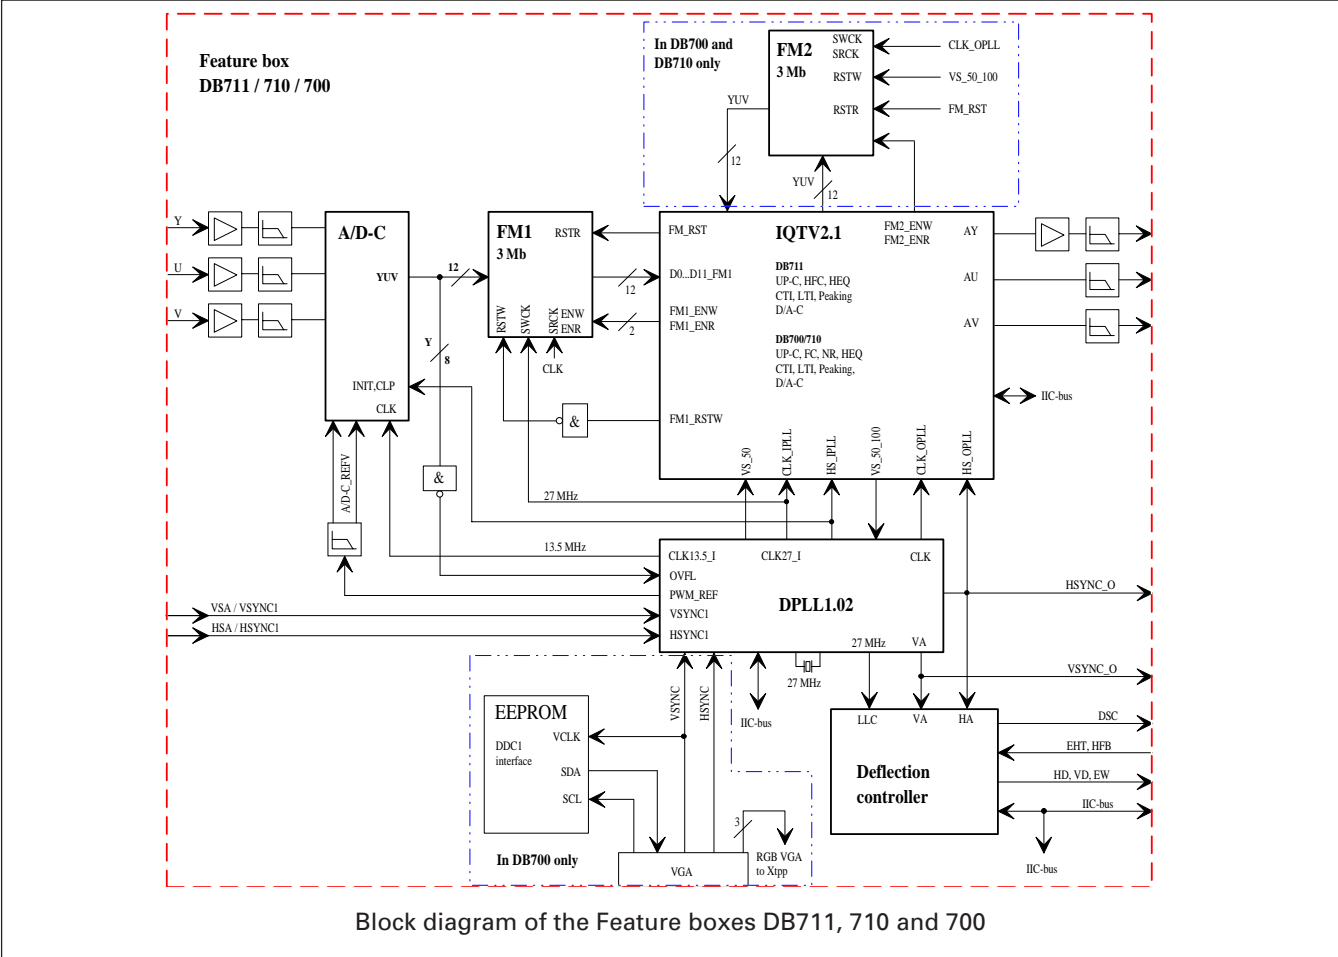 Feature box
DB711 / 710 / 700
In DB700 and
DB710 only
FM2
3 Mb
SWCK
SRCK
RSTW
RSTR
CLK_OPLL
VS_50_100
FM_RST
YUV
12
YUV
12
Y
U
V
A/D-C
YUV
INIT,CLP
CLK
12
Y
8
FM1
3 Mb
RSTR
RSTW
SWCK
SRCK
ENW
ENR
CLK
12
2
IQTV2.1
FM_RST
D0...D11_FM1
FM1_ENW
FM1_ENR
FM1_RSTW
FM2_ENW
FM2_ENR
DB711
UP-C, HFC, HEQ
CTI, LTI, Peaking
D/A-C
DB700/710
UP-C, FC, NR, HEQ
CTI, LTI, Peaking,
D/A-C
AY
AU
AV
IIC-bus
VS_50
CLK_IPLL
HS_IPLL
VS_50_100
CLK_OPLL
HS_OPLL
&
&
A/D-C_REFV
27 MHz
13.5 MHz
CLK13.5_I
CLK27_I
CLK
OVFL
PWM_REF
VSYNC1
HSYNC1
DPLL1.02
27 MHz
VA
HSYNC_O
VSYNC_O
VSA / VSYNC1
HSA / HSYNC1
VSYNC
HSYNC
IIC-bus
27 MHz
EEPROM
DDC1
interface
VCLK
SDA
SCL
In DB700 only
VGA
3
RGB VGA
to Xtpp
LLC
VA
HA
Deflection
controller
DSC
EHT, HFB
HD, VD, EW
IIC-bus
IIC-bus
Block diagram of the Feature boxes DB711, 710 and 700